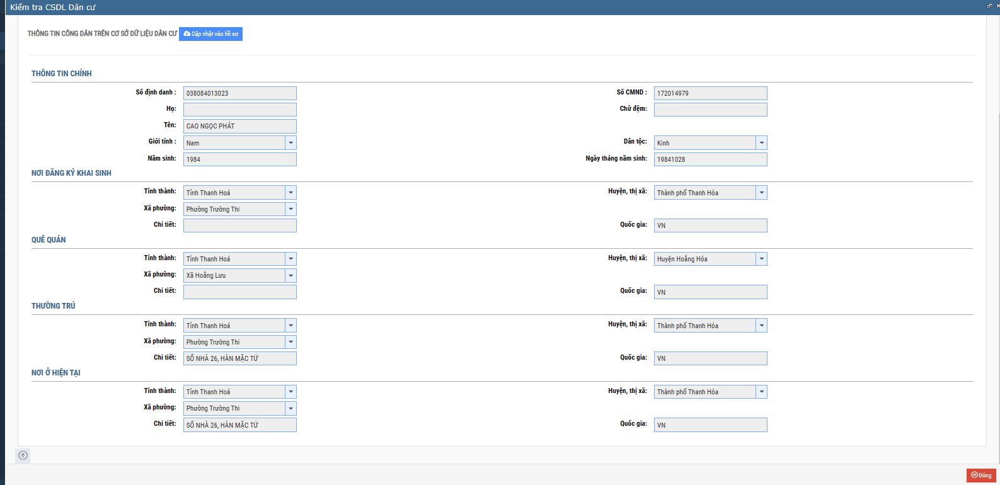 Kiểm tra CSDL Dân cư
THÔNG TIN CÔNG DÂN TRÊN CƠ SỞ DỮ LIỆU DÂN CƯ Cập nhật vào hồ sơ
THÔNG TIN CHÍNH
Số định danh : 038084013023 Số CMND : 172014979
Họ: Chữ đệm:
Tên: CAO NGỌC PHÁT
Giới tính : Nam Dân tộc: Kinh
Năm sinh: 1984 Ngày tháng năm sinh: 19841028
NƠI ĐĂNG KÝ KHAI SINH
Tỉnh thành: Tỉnh Thanh Hoá Huyện, thị xã: Thành phố Thanh Hóa
Xã phường: Phường Trường Thi
Chi tiết: Quốc gia: VN
QUÊ QUÁN
Tỉnh thành: Tỉnh Thanh Hoá Huyện, thị xã: Huyện Hoằng Hóa
Xã phường: Xã Hoằng Lưu
Chi tiết: Quốc gia: VN
THƯỜNG TRÚ
Tỉnh thành: Tỉnh Thanh Hoá Huyện, thị xã: Thành phố Thanh Hóa
Xã phường: Phường Trường Thi
Chi tiết: SỐ NHÀ 26, HÀN MẶC TỬ Quốc gia: VN
NƠI Ở HIỆN TẠI
Tỉnh thành: Tỉnh Thanh Hoá Huyện, thị xã: Thành phố Thanh Hóa
Xã phường: Phường Trường Thi
Chi tiết: SỐ NHÀ 26, HÀN MẶC TỬ Quốc gia: VN
Đóng